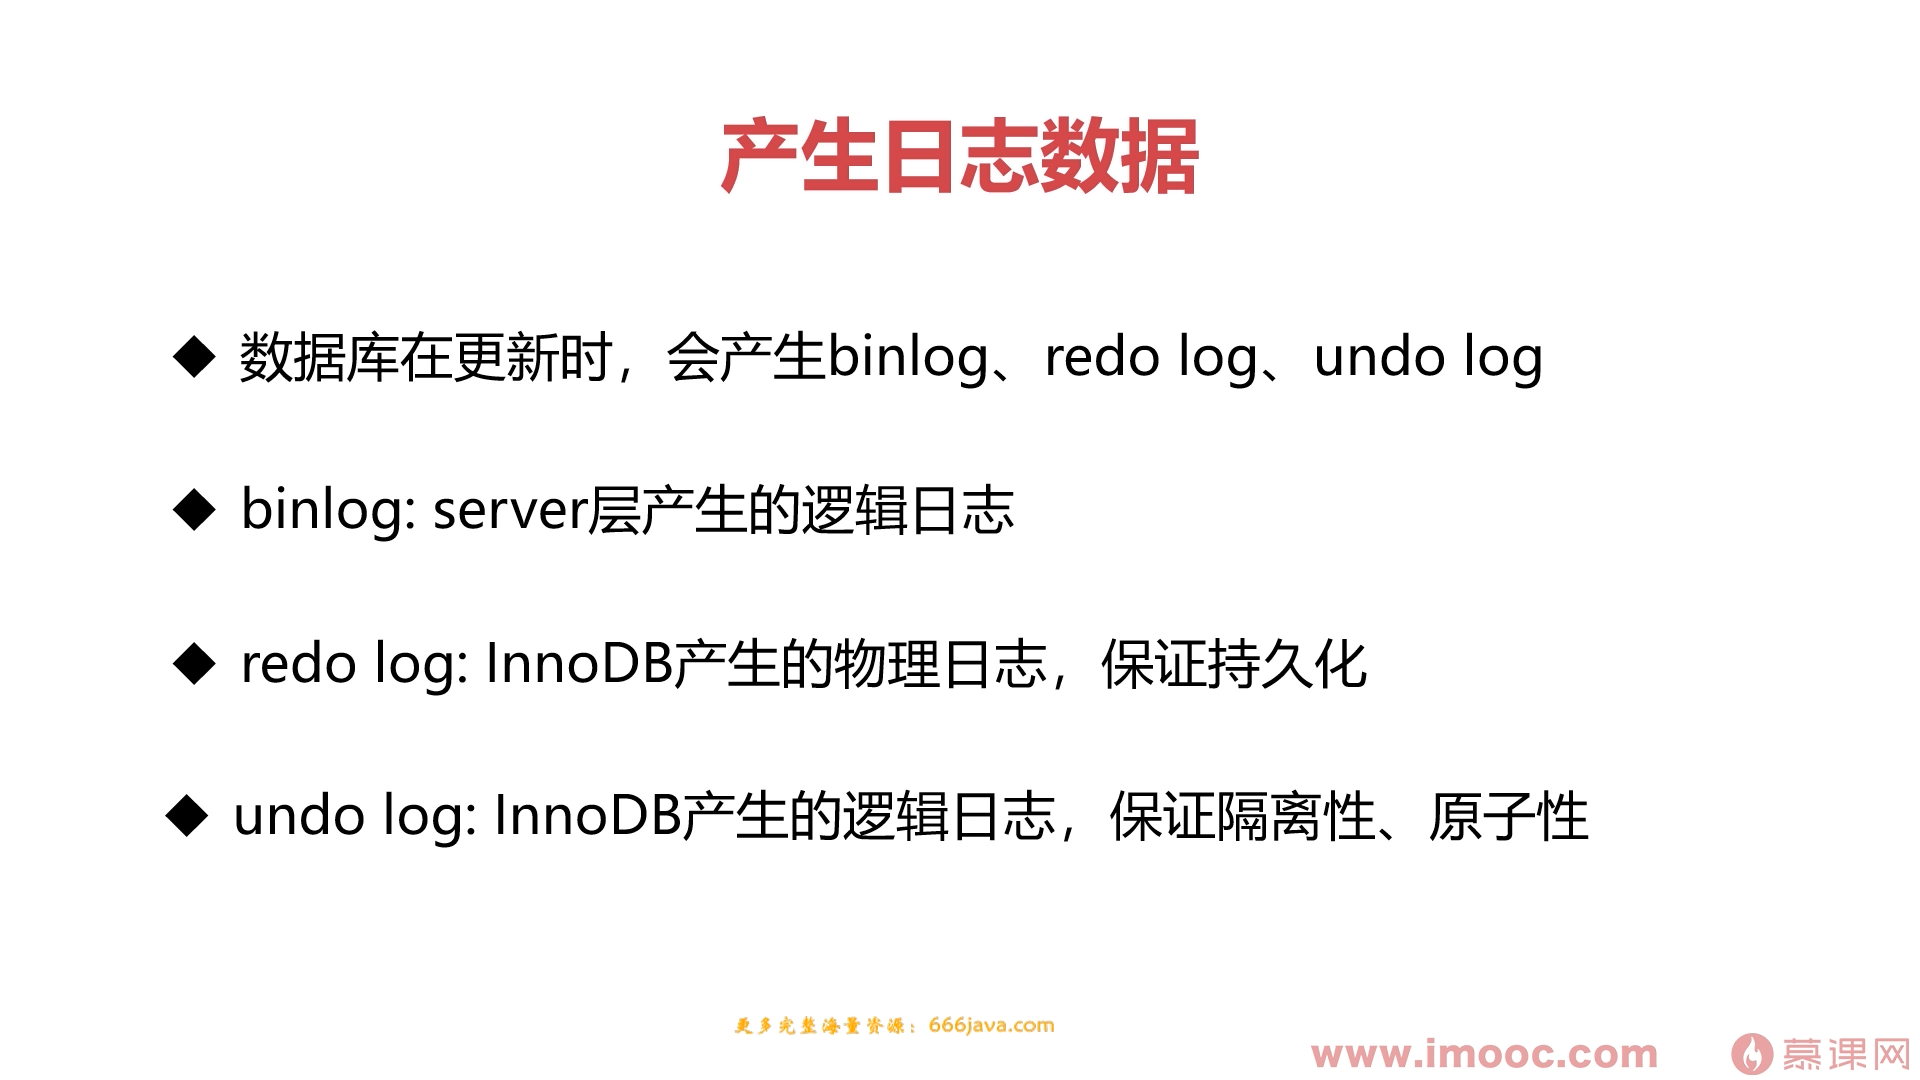 产生日志数据
◆ 数据库在更新时，会产生binlog、redo log、undo log
◆ binlog: server层产生的逻辑日志
◆ redo log: InnoDB产生的物理日志，保证持久化
◆ undo log: InnoDB产生的逻辑日志，保证隔离性、原子性
更多完整海量资源：666java.com
www.imooc.com 慕课网